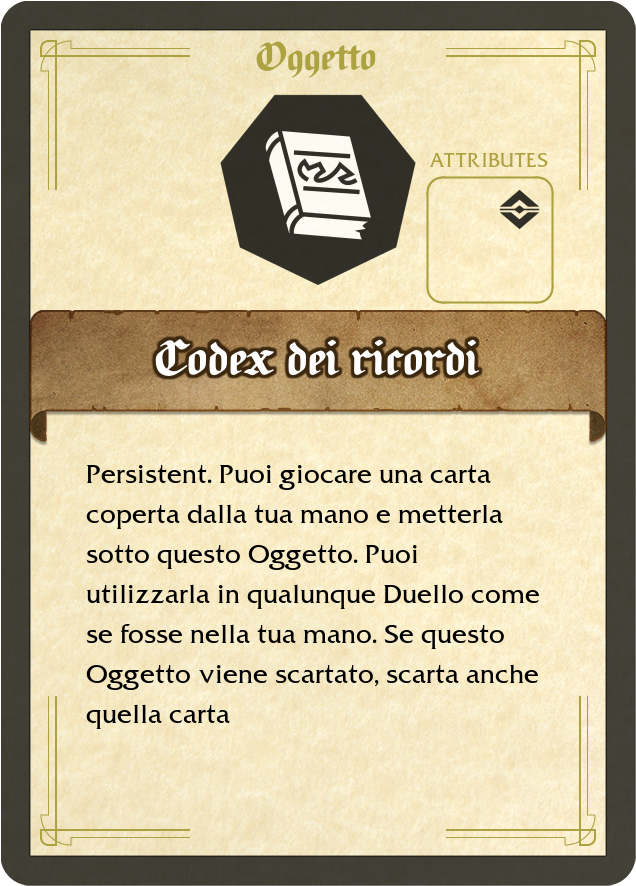 Oggetto
ATTRIBUTES
Codex dei ricordi
Persistent. Puoi giocare una carta
coperta dalla tua mano e metterla
sotto questo Oggetto. Puoi
utilizzarla in qualunque Duello come
se fosse nella tua mano. Se questo
Oggetto viene scartato, scarta anche
quella carta